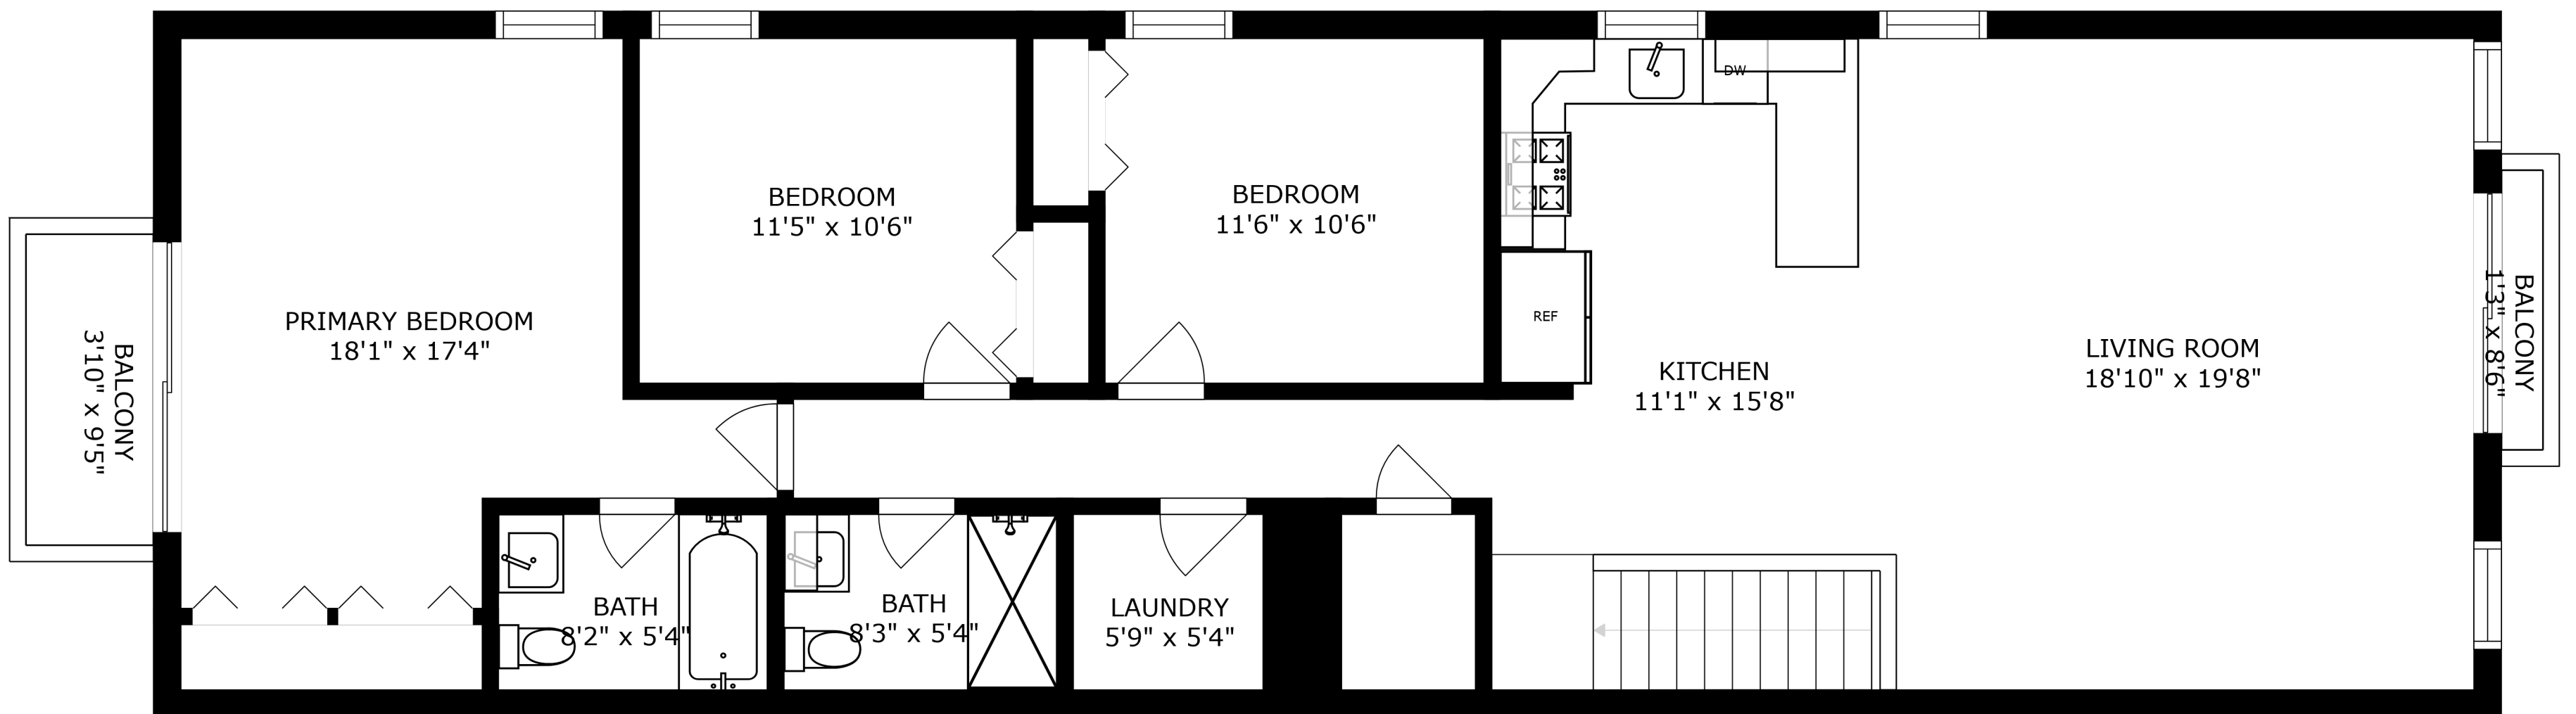 BALCONY
3'10" x 9'5"
PRIMARY BEDROOM
18'1" x 17'4"
BEDROOM
11'5" x 10'6"
BEDROOM
11'6" x 10'6"
DW
REF
KITCHEN
11'1" x 15'8"
LIVING ROOM
18'10" x 19'8"
BALCONY
1'3" x 8'6"
BATH
8'2" x 5'4"
BATH
8'3" x 5'4"
LAUNDRY
5'9" x 5'4"